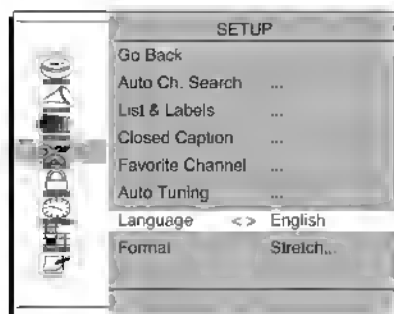 SETUP
Go Back
Auto Ch. Search ...
List & Labels ...
Closed Caption ...
Favorite Channel ...
Auto Tuning ...
Language <> English
Format Stretch...